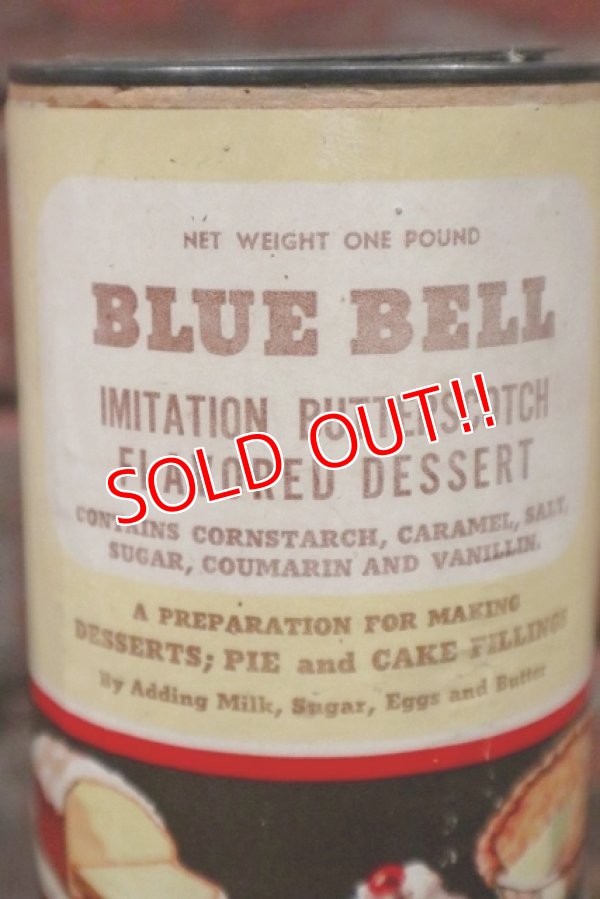 NET WEIGHT ONE POUND
BLUE BELL
IMITATION BUTTERSCOTCH
FLAVORED DESSERT
SOLD OUT!!
CONTAINS CORNSTARCH, CARAMEL, SALT,
SUGAR, COUMARIN AND VANILLIN.
A PREPARATION FOR MAKING
DESSERTS; PIE and CAKE FILLINGS
By Adding Milk, Sugar, Eggs and Butter